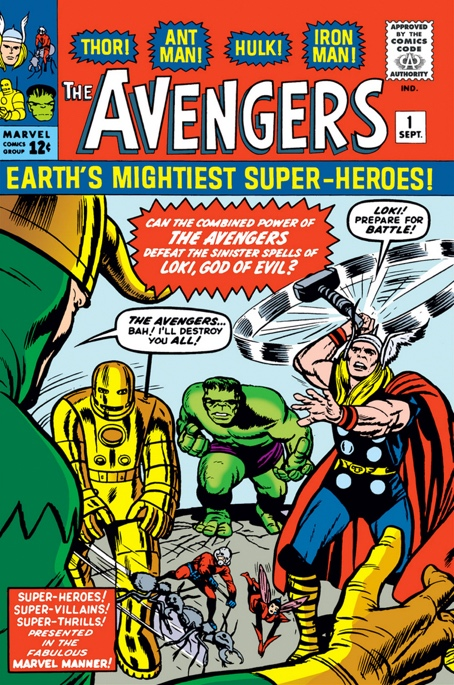 THOR!
ANT
MAN!
HULK!
IRON
MAN!
APPROVED
BY THE
COMICS
CODE
AUTHORITY
THE AVENGERS
IND.
1
SEPT.
MARVEL
COMICS
GROUP 12¢
EARTH'S MIGHTIEST SUPER-HEROES!
CAN THE COMBINED POWER OF
THE AVENGERS
DEFEAT THE SINISTER SPELLS OF
LOKI, GOD OF EVIL?
LOKI!
PREPARE FOR
BATTLE!
THE AVENGERS...
BAH! I'LL DESTROY
YOU ALL!
SUPER-HEROES!
SUPER-VILLAINS!
SUPER-THRILLS!
PRESENTED
IN THE
FABULOUS
MARVEL MANNER!